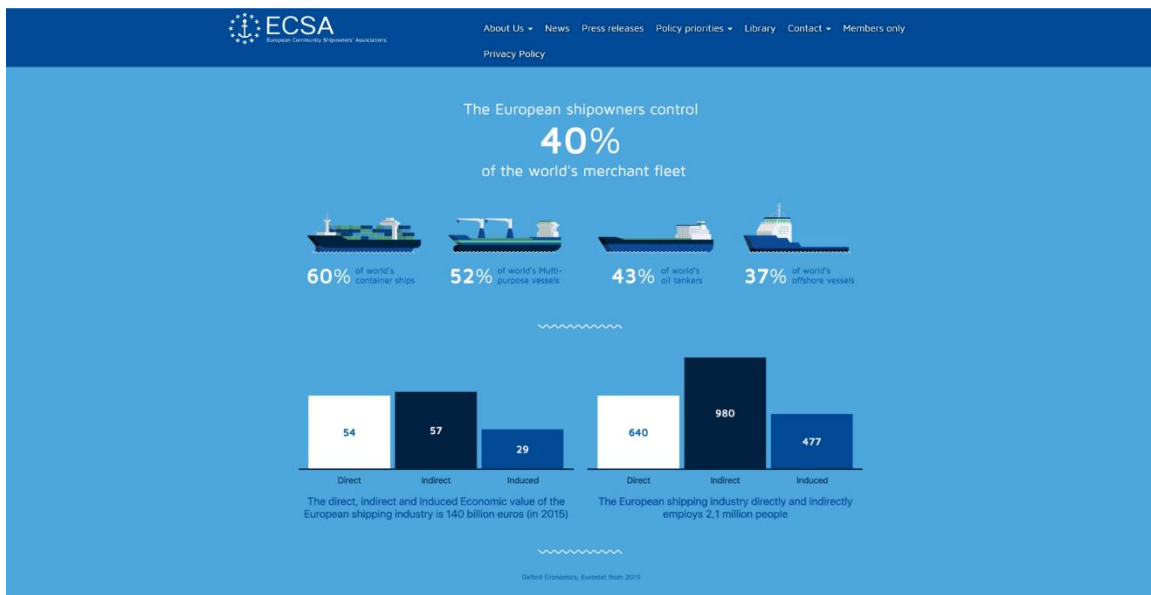 ECSA
European Community Shipowners' Associations
About Us News Press releases Policy priorities Library Contact Members only
Privacy Policy
The European shipowners control
40%
of the world's merchant fleet
60% of world's
container ships
52% of world's Multi-
purpose vessels
43% of world's
oil tankers
37% of world's
offshore vessels
54
57
29
Direct
Indirect
Induced
The direct, indirect and induced Economic value of the
European shipping industry is 140 billion euros (in 2015)
640
980
477
Direct
Indirect
Induced
The European shipping industry directly and indirectly
employs 2,1 million people
Oxford Economics, Eurostat from 2015